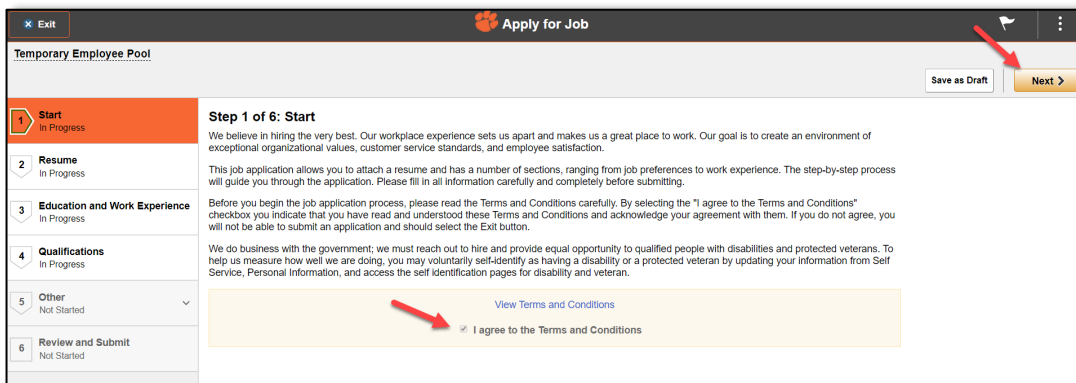 Exit
Apply for Job
Temporary Employee Pool
Save as Draft
Next >
1
Start
In Progress
2
Resume
In Progress
3
Education and Work Experience
In Progress
4
Qualifications
In Progress
5
Other
Not Started
6
Review and Submit
Not Started
Step 1 of 6: Start
We believe in hiring the very best. Our workplace experience sets us apart and makes us a great place to work. Our goal is to create an environment of
exceptional organizational values, customer service standards, and employee satisfaction.
This job application allows you to attach a resume and has a number of sections, ranging from job preferences to work experience. The step-by-step process
will guide you through the application. Please fill in all information carefully and completely before submitting.
Before you begin the job application process, please read the Terms and Conditions carefully. By selecting the "I agree to the Terms and Conditions"
checkbox you indicate that you have read and understood these Terms and Conditions and acknowledge your agreement with them. If you do not agree, you
will not be able to submit an application and should select the Exit button.
We do business with the government; we must reach out to hire and provide equal opportunity to qualified people with disabilities and protected veterans. To
help us measure how well we are doing, you may voluntarily self-identify as having a disability or a protected veteran by updating your information from Self
Service, Personal Information, and access the self identification pages for disability and veteran.
View Terms and Conditions
I agree to the Terms and Conditions